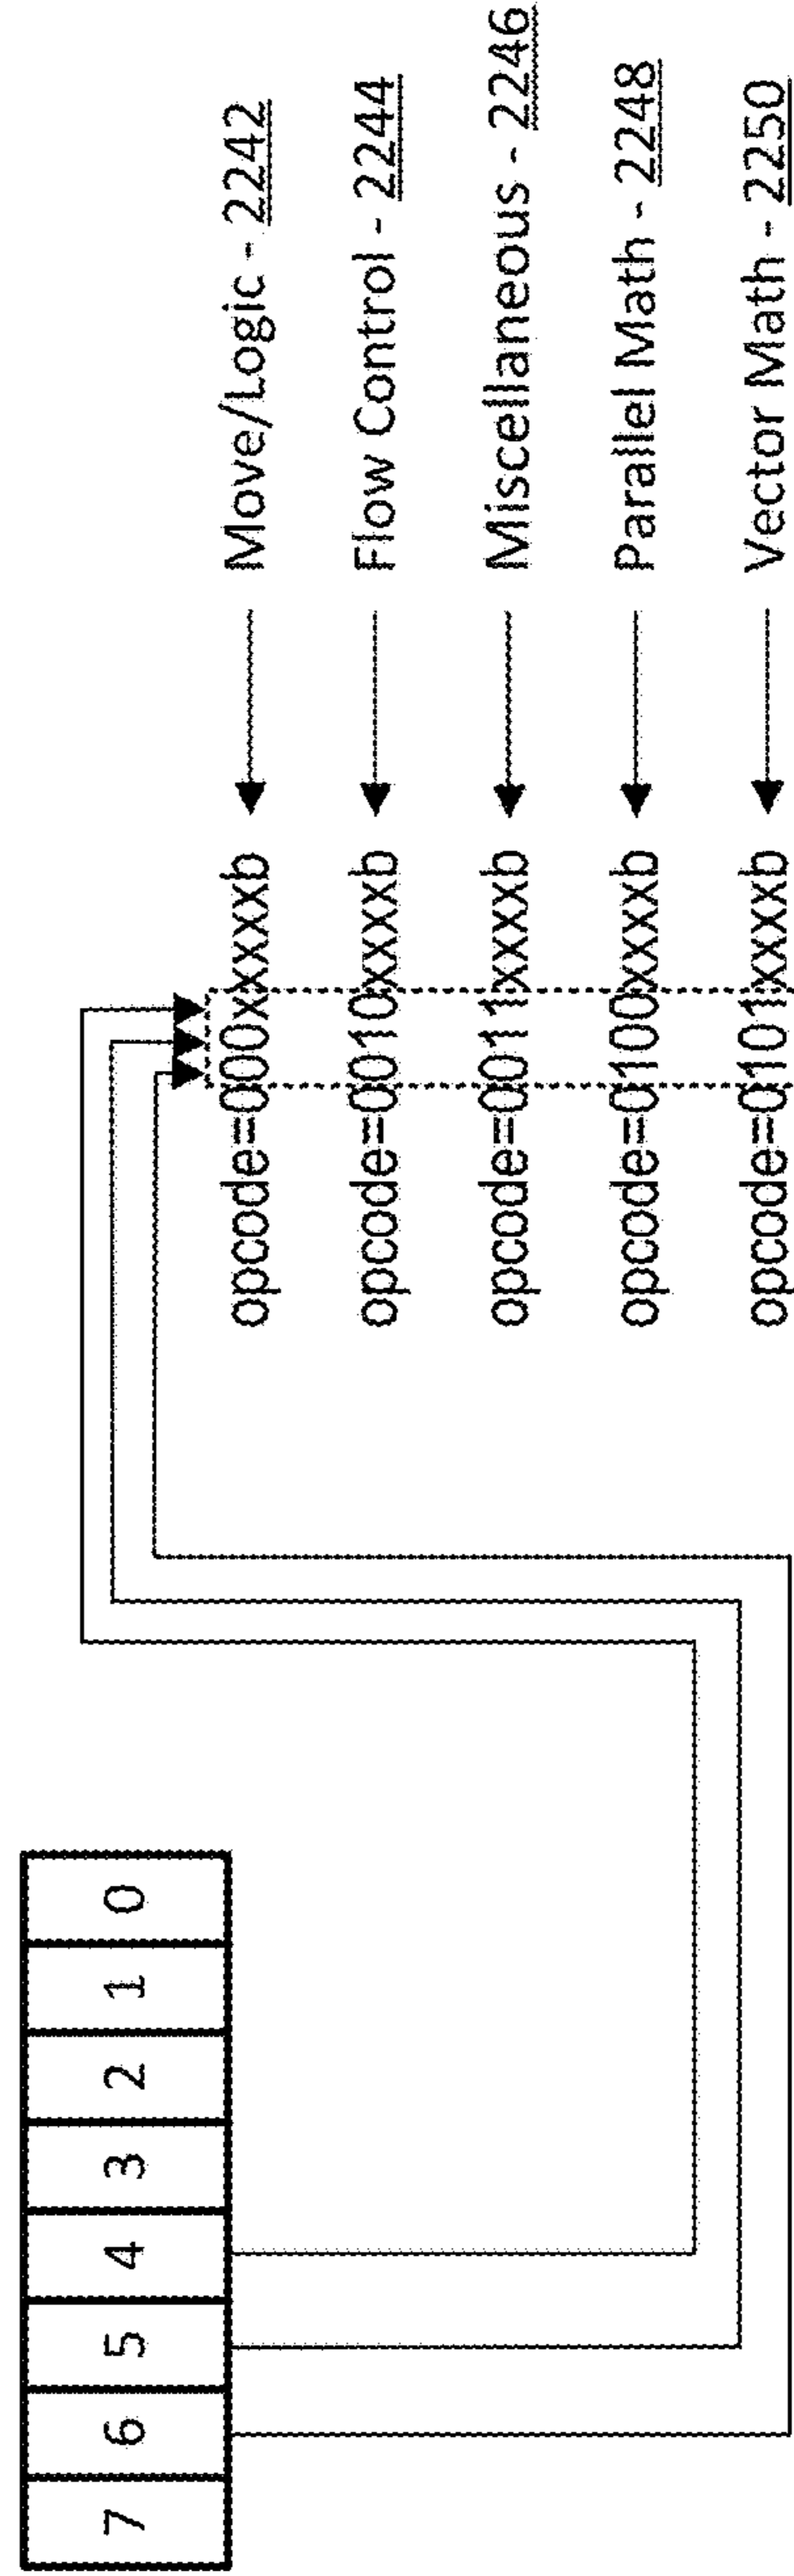 7 6 5 4 3 2 1 0
opcode=000xxxxxb Move/Logic - 2242
opcode=0010xxxxb Flow Control - 2244
opcode=0011xxxxb Miscellaneous - 2246
opcode=0100xxxxb Parallel Math - 2248
opcode=0101xxxxb Vector Math - 2250